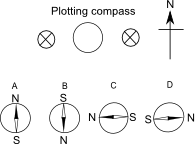 Plotting compass
N
A B C D
N S
N S S N
S N